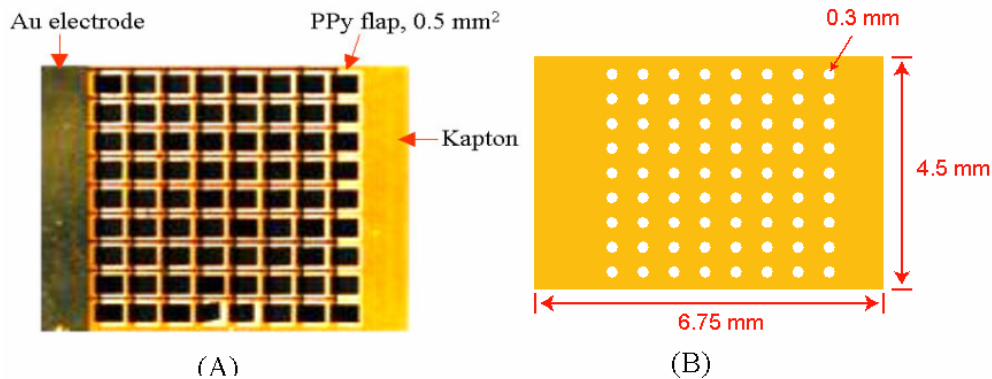 Au electrode
PPy flap, 0.5 mm²
Kapton
(A)
0.3 mm
4.5 mm
6.75 mm
(B)